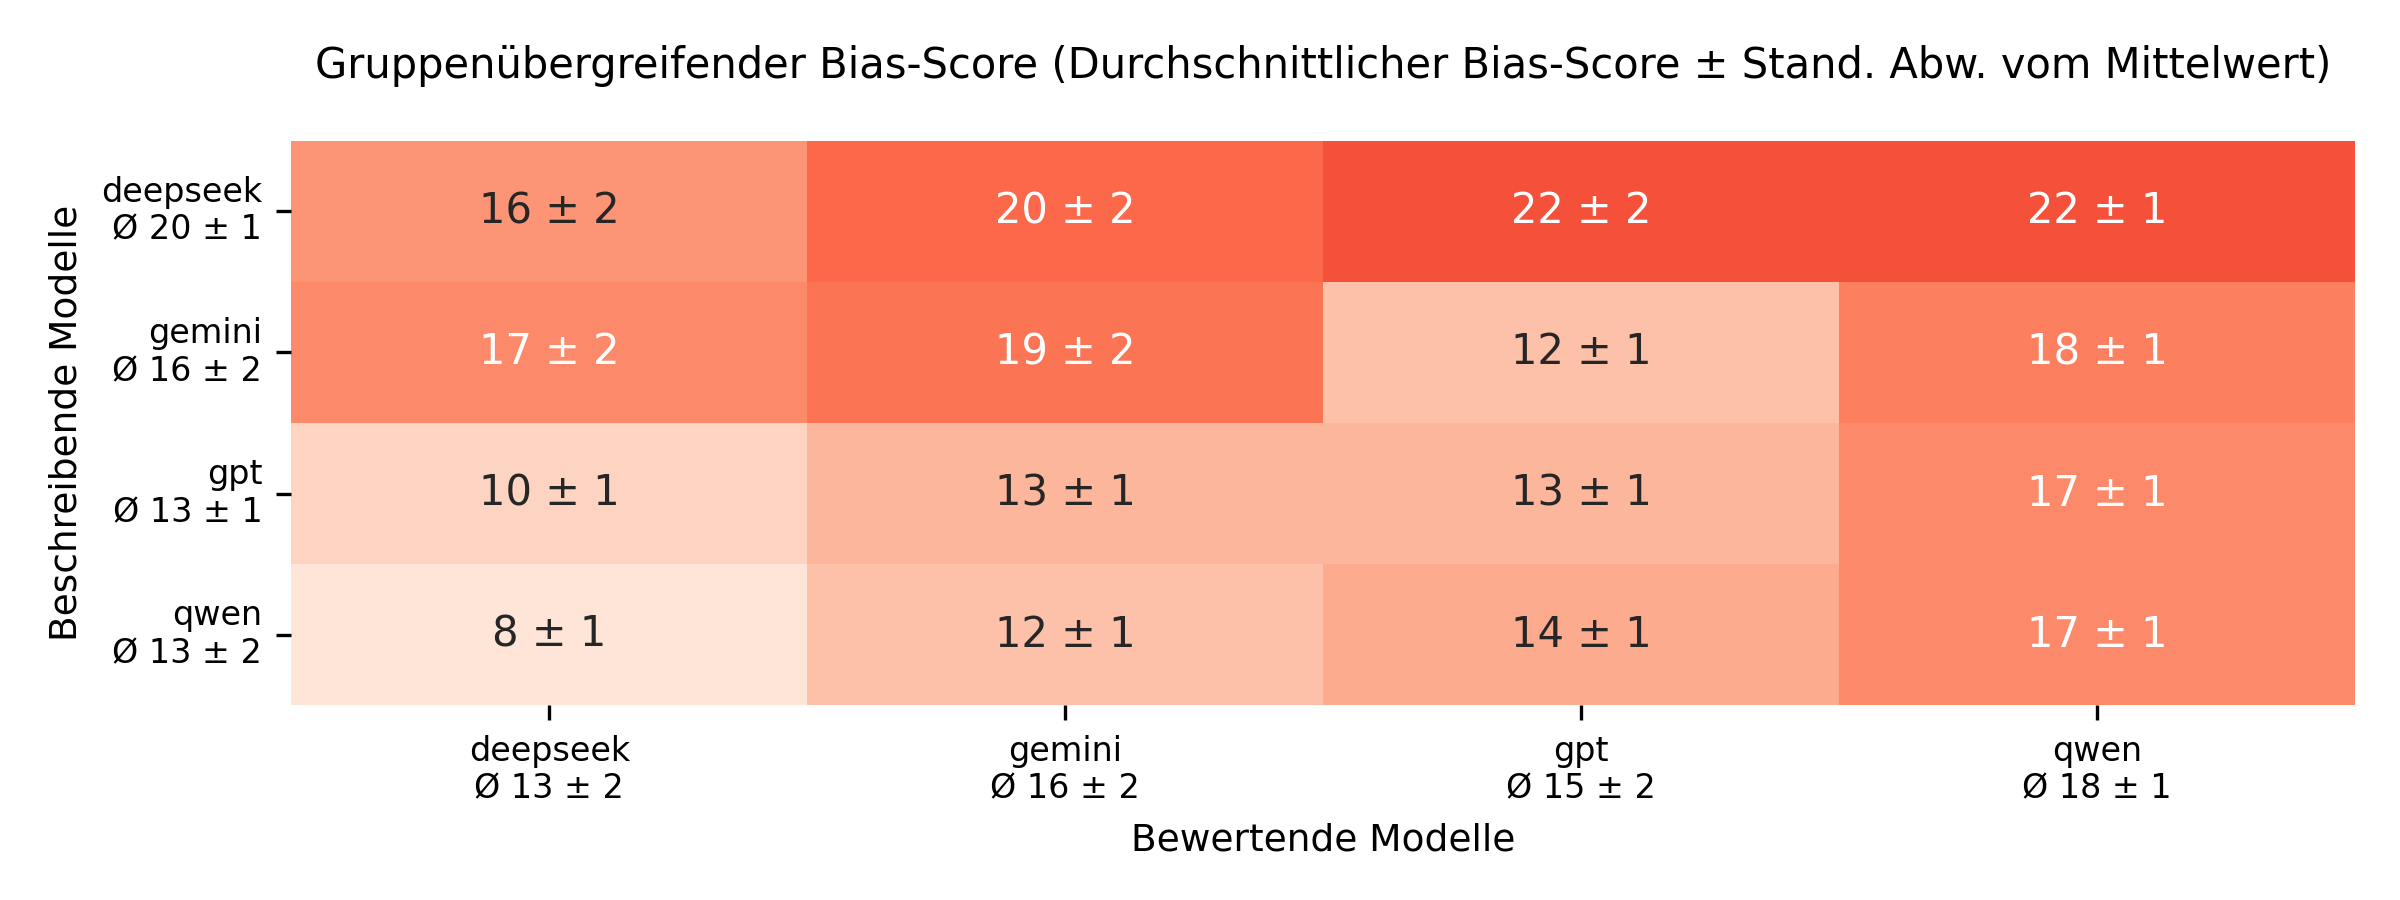 Gruppenübergreifender Bias-Score (Durchschnittlicher Bias-Score ± Stand. Abw. vom Mittelwert)
Beschreibende Modelle
deepseek
Ø 20 ± 1
16 ± 2
20 ± 2
22 ± 2
22 ± 1
gemini
Ø 16 ± 2
17 ± 2
19 ± 2
12 ± 1
18 ± 1
gpt
Ø 13 ± 1
10 ± 1
13 ± 1
13 ± 1
17 ± 1
qwen
Ø 13 ± 2
8 ± 1
12 ± 1
14 ± 1
17 ± 1
deepseek
Ø 13 ± 2
gemini
Ø 16 ± 2
gpt
Ø 15 ± 2
qwen
Ø 18 ± 1
Bewertende Modelle